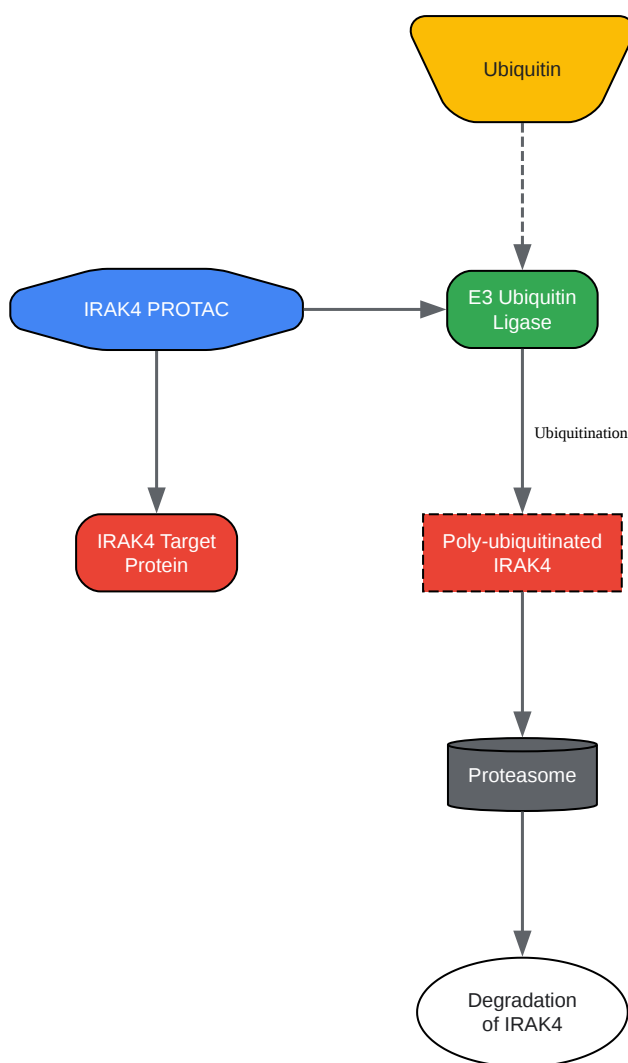 Ubiquitin
IRAK4 PROTAC
E3 Ubiquitin
Ligase
Ubiquitination
IRAK4 Target
Protein
Poly-ubiquitinated
IRAK4
Proteasome
Degradation
of IRAK4